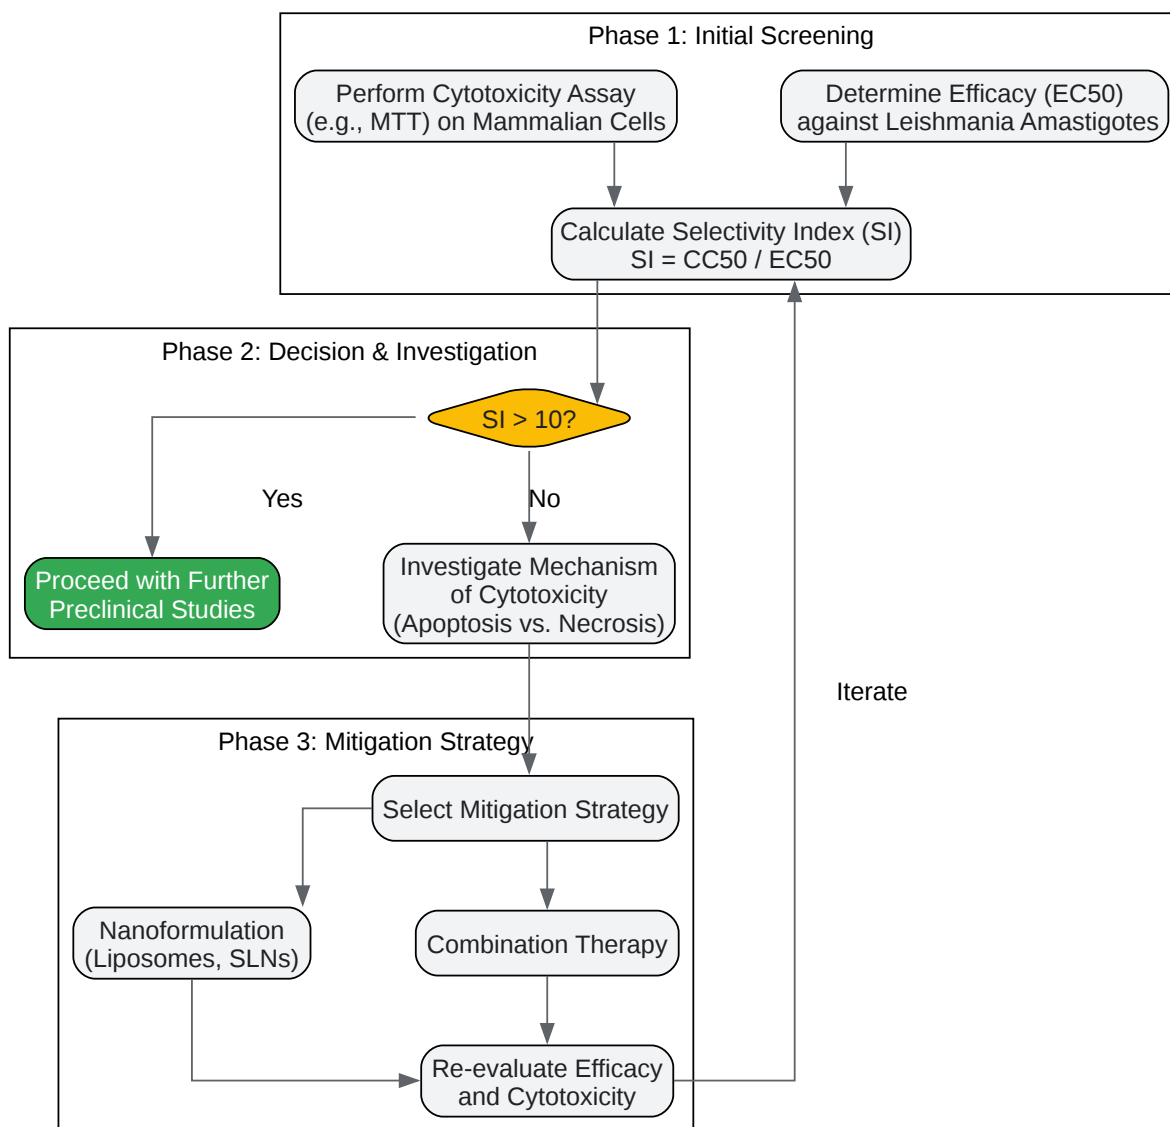 Phase 1: Initial Screening
Perform Cytotoxicity Assay
(e.g., MTT) on Mammalian Cells
Determine Efficacy (EC50)
against Leishmania Amastigotes
Calculate Selectivity Index (SI)
SI = CC50 / EC50
Phase 2: Decision & Investigation
SI > 10?
Yes
No
Proceed with Further
Preclinical Studies
Investigate Mechanism
of Cytotoxicity
(Apoptosis vs. Necrosis)
Iterate
Phase 3: Mitigation Strategy
Select Mitigation Strategy
Nanoformulation
(Liposomes, SLNs)
Combination Therapy
Re-evaluate Efficacy
and Cytotoxicity